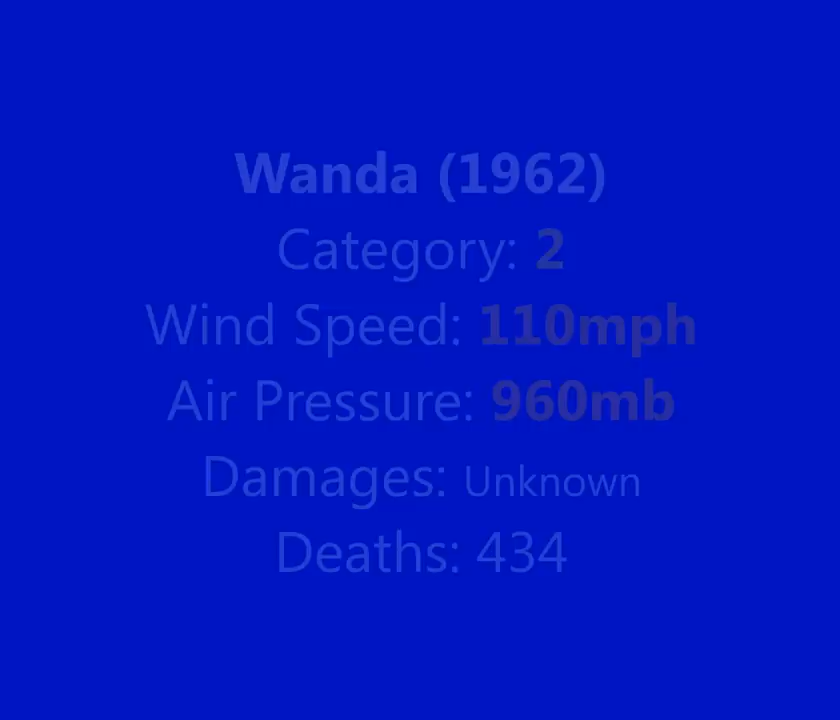 Wanda (1962)
Category: 2
Wind Speed: 110mph
Air Pressure: 960mb
Damages: Unknown
Deaths: 434